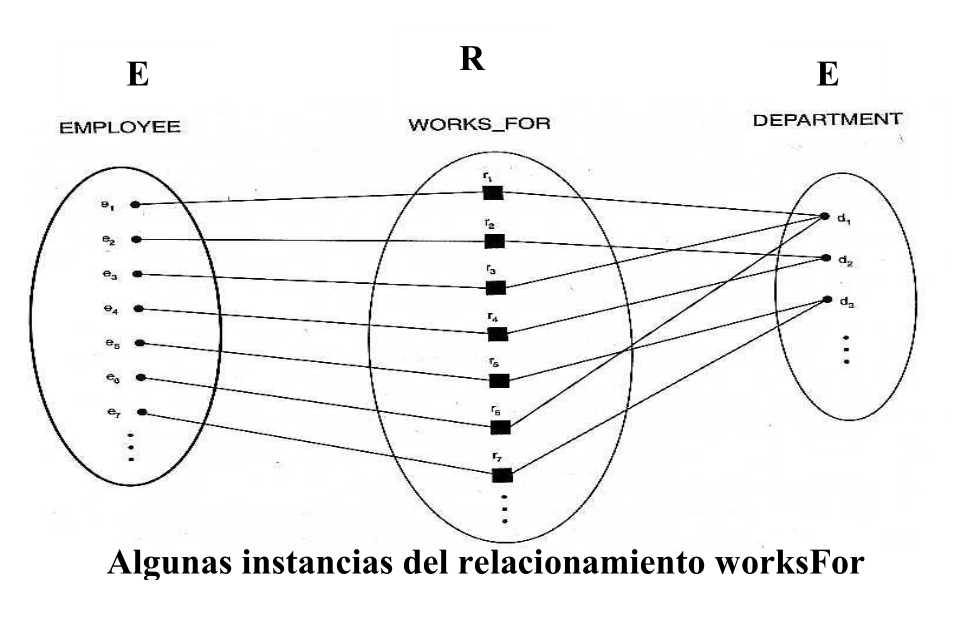 E R E
EMPLOYEE WORKS_FOR DEPARTMENT
e₁ r₁ d₁
e₂ r₂ d₂
e₃ r₃ d₃
e₄ r₄
e₅ r₅
e₆ r₆
e₇ r₇
Algunas instancias del relacionamiento worksFor